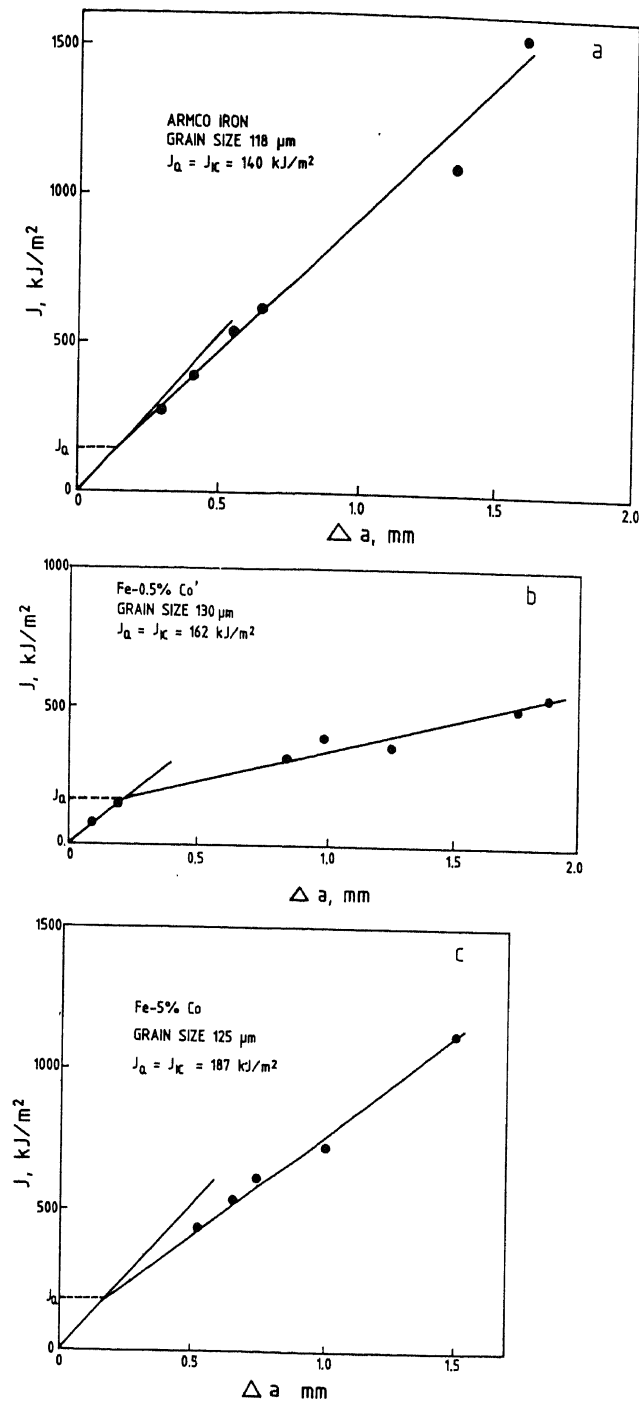 a
1500
ARMCO IRON
GRAIN SIZE 118 μm
JQ = JIC = 140 kJ/m²
1000
J, kJ/m²
500
JQ
0
0 0.5 1.0 1.5 2.0
Δ a, mm
1000
b
Fe-0.5% Co'
GRAIN SIZE 130 μm
JQ = JIC = 162 kJ/m²
J, kJ/m²
500
JQ
0.
0 0.5 1.0 1.5 2.0
Δ a, mm
1500
c
Fe-5% Co
GRAIN SIZE 125 μm
JQ = JIC = 187 kJ/m²
1000
J, kJ/m²
500
JQ
0
0 0.5 1.0 1.5
Δ a mm